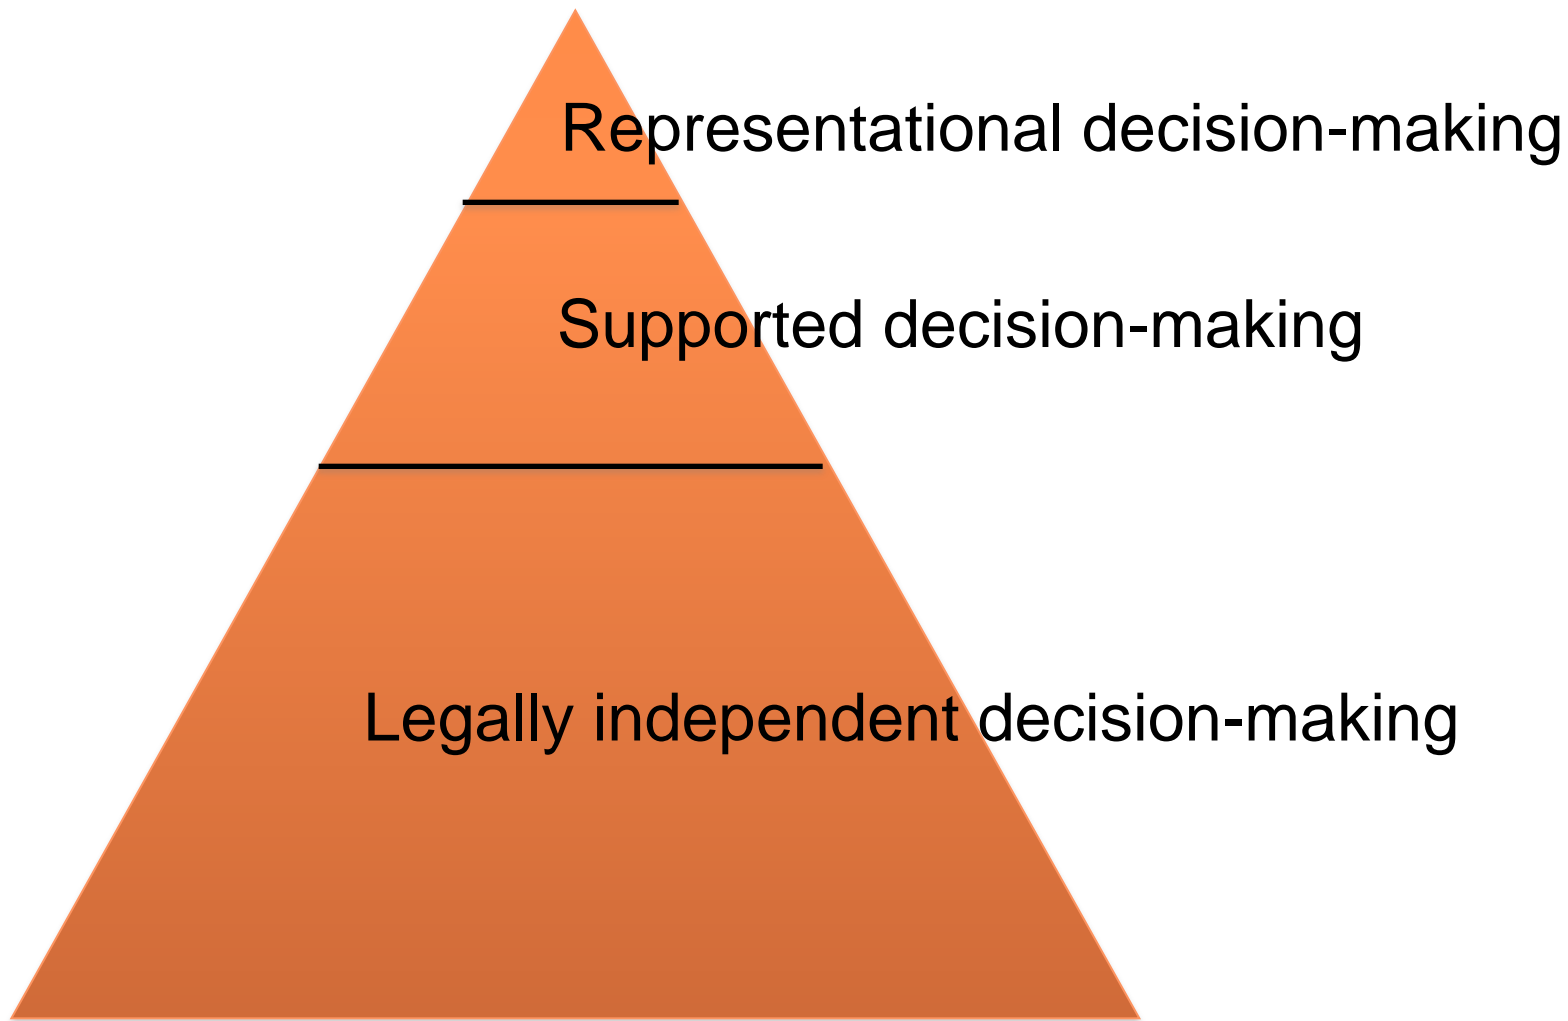 Representational decision-making
Supported decision-making
Legally independent decision-making